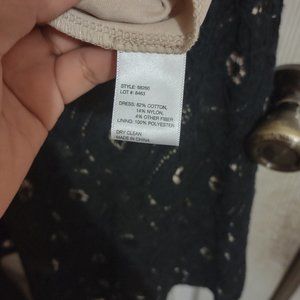 STYLE: 58266
LOT #: 8463
DRESS: 82% COTTON,
14% NYLON,
4% OTHER FIBER
LINING: 100% POLYESTER
DRY CLEAN
MADE IN CHINA